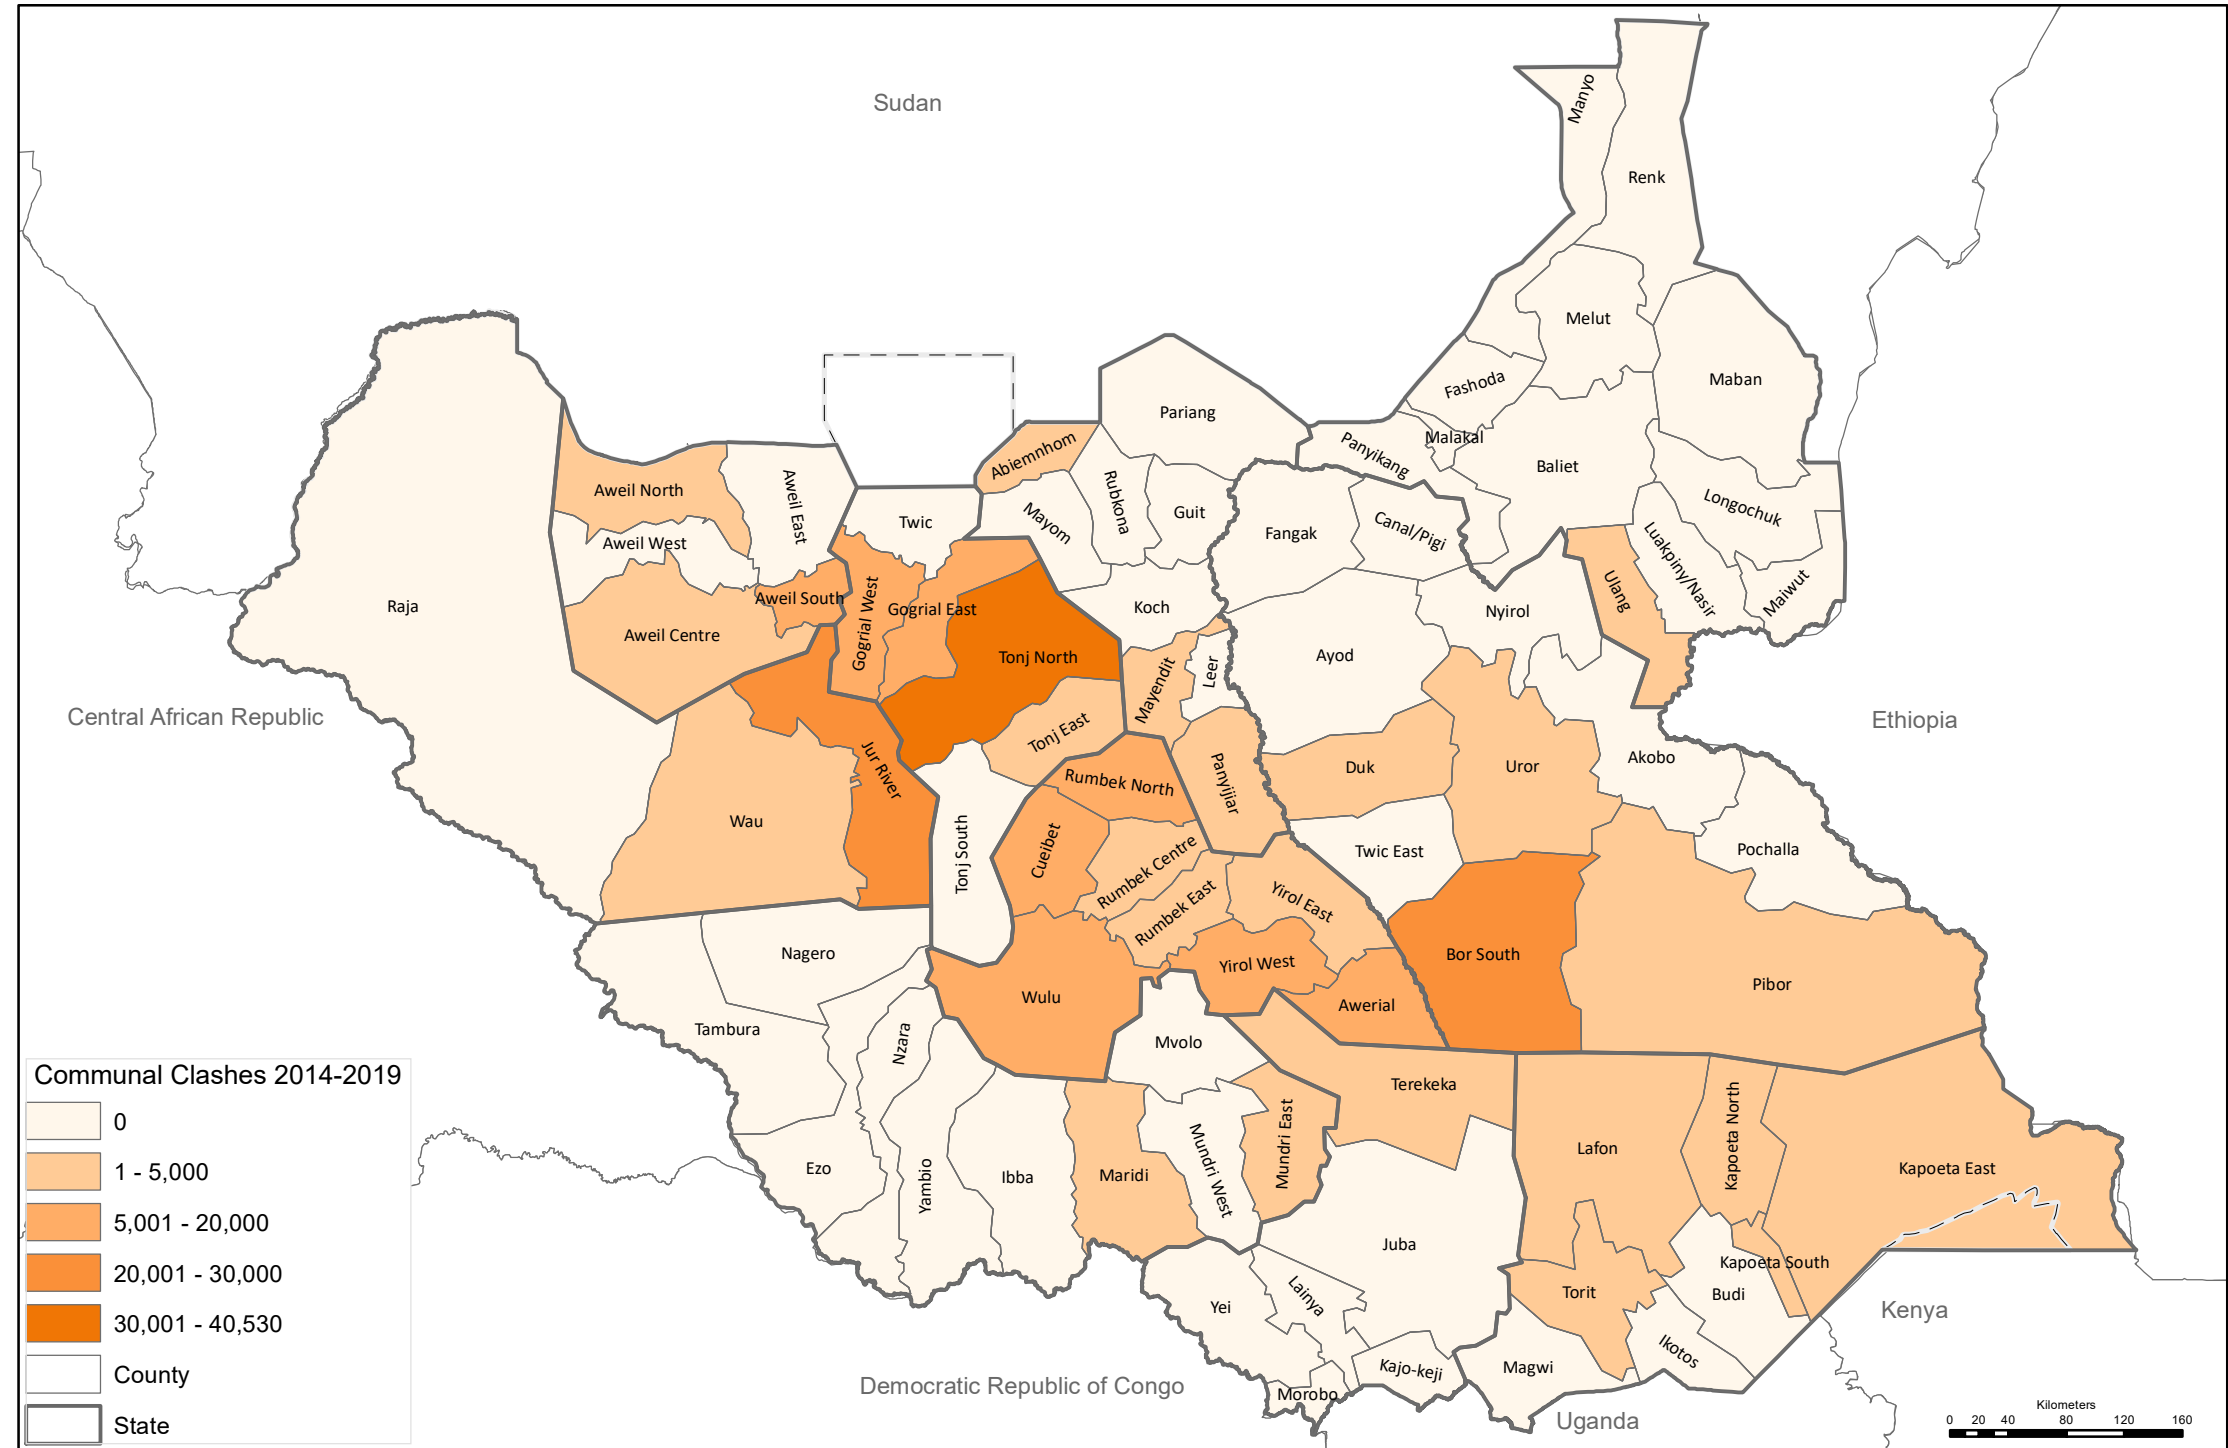 Sudan
Manyo
Renk
Melut
Maban
Fashoda
Pariang
Malakal
Panyikang
Baliet
Abiemnhom
Aweil North
Aweil East
Rubkona
Guit
Longochuk
Twic
Mayom
Fangak
Canal/Pigi
Aweil West
Luakpiny/Nasir
Ulang
Maiwut
Raja
Aweil South
Gogrial West
Gogrial East
Koch
Nyirol
Aweil Centre
Tonj North
Ayod
Leer
Mayendit
Central African Republic
Ethiopia
Tonj East
Jur River
Rumbek North
Panyijiar
Duk
Uror
Akobo
Wau
Tonj South
Cueibet
Rumbek Centre
Twic East
Pochalla
Rumbek East
Yirol East
Nagero
Bor South
Yirol West
Wulu
Awerial
Pibor
Tambura
Nzara
Mvolo
Terekeka
Communal Clashes 2014-2019
0
1 - 5,000
5,001 - 20,000
20,001 - 30,000
30,001 - 40,530
County
State
Ezo
Yambio
Ibba
Maridi
Mundri West
Mundri East
Lafon
Kapoeta North
Kapoeta East
Juba
Kapoeta South
Torit
Budi
Yei
Lainya
Kenya
Ikotos
Magwi
Kajo-keji
Morobo
Democratic Republic of Congo
Uganda
Kilometers
0 20 40 80 120 160